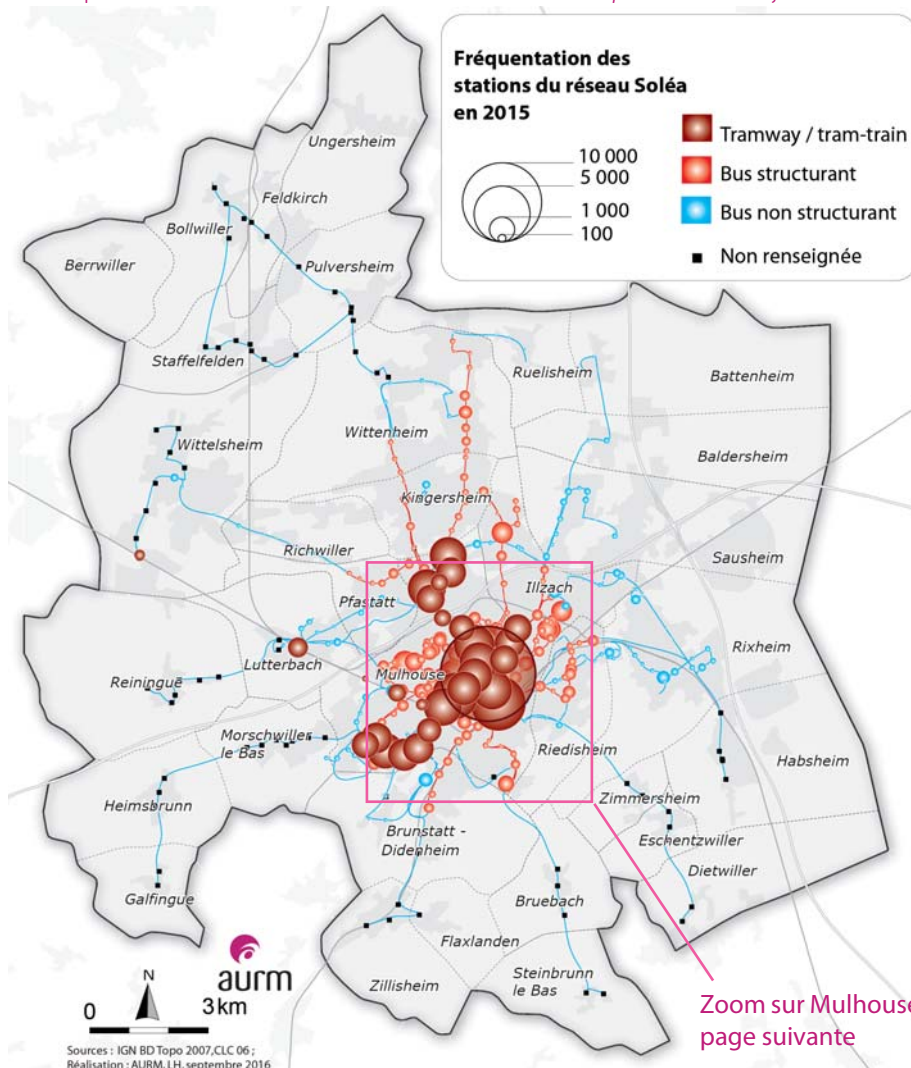 Fréquentation des
stations du réseau Soléa
en 2015
10 000
5 000
1 000
100
Tramway / tram-train
Bus structurant
Bus non structurant
Non renseignée
Ungersheim
Feldkirch
Bollwiller
Berrwiller
Pulversheim
Staffelfelden
Ruelisheim
Battenheim
Wittelsheim
Wittenheim
Baldersheim
Kingersheim
Richwiller
Sausheim
Pfastatt
Illzach
Rixheim
Lutterbach
Mulhouse
Reiningue
Morschwiller
le Bas
Riedisheim
Habsheim
Heimsbrunn
Zimmersheim
Brunstatt -
Didenheim
Eschentzwiller
Dietwiller
Galfingue
Bruebach
Flaxlanden
Zillisheim
Steinbrunn
le Bas
aurm
N
0
3 km
Zoom sur Mulhouse
page suivante
Sources : IGN BD Topo 2007,CLC 06 ;
Réalisation : AURM, LH, septembre 2016